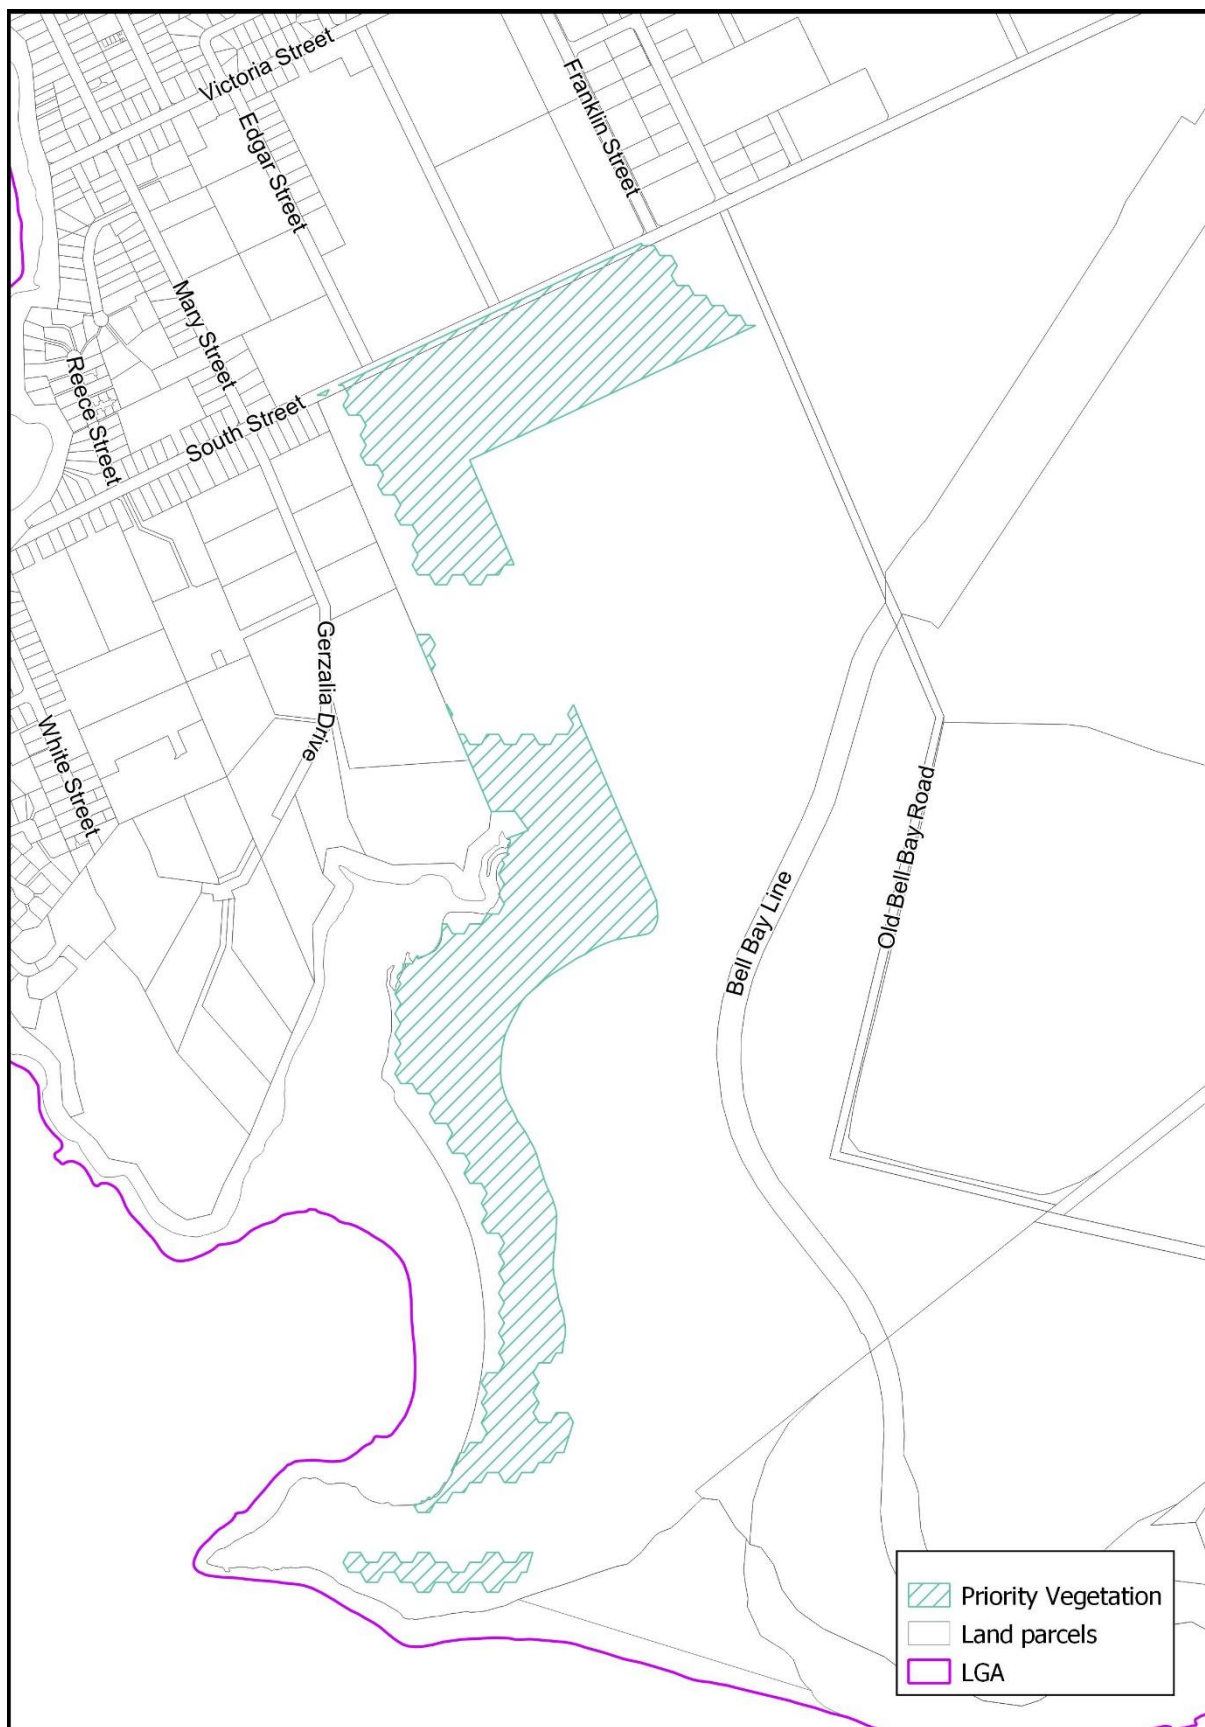 Victoria Street
Edgar Street
Franklin Street
Mary Street
Reece Street
South Street
Gerzalia Drive
White Street
Bell Bay Line
Old Bell Bay Road
Priority Vegetation
Land parcels
LGA